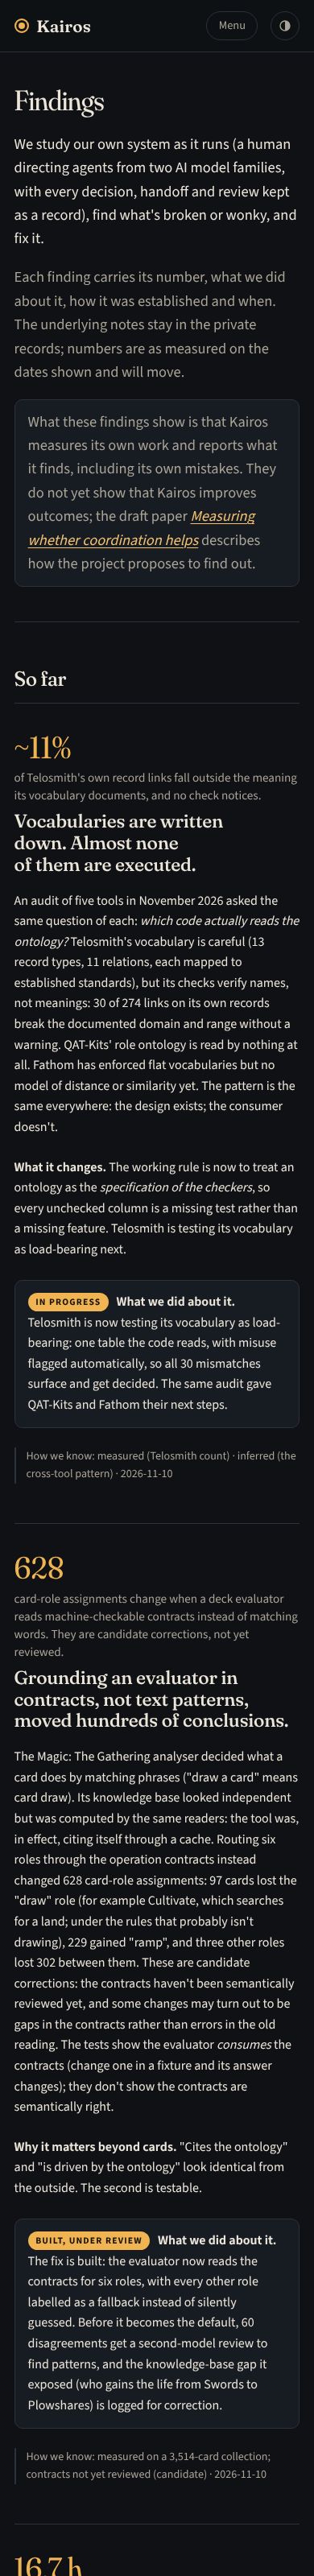 Kairos
Menu
Findings
We study our own system as it runs (a human
directing agents from two AI model families,
with every decision, handoff and review kept
as a record), find what's broken or wonky, and
fix it.
Each finding carries its number, what we did
about it, how it was established and when.
The underlying notes stay in the private
records; numbers are as measured on the
dates shown and will move.
What these findings show is that Kairos
measures its own work and reports what
it finds, including its own mistakes. They
do not yet show that Kairos improves
outcomes; the draft paper Measuring
whether coordination helps describes
how the project proposes to find out.
So far
~11%
of Telosmith's own record links fall outside the meaning
its vocabulary documents, and no check notices.
Vocabularies are written
down. Almost none
of them are executed.
An audit of five tools in November 2026 asked the
same question of each: which code actually reads the
ontology? Telosmith's vocabulary is careful (13
record types, 11 relations, each mapped to
established standards), but its checks verify names,
not meanings: 30 of 274 links on its own records
break the documented domain and range without a
warning. QAT-Kits' role ontology is read by nothing at
all. Fathom has enforced flat vocabularies but no
model of distance or similarity yet. The pattern is the
same everywhere: the design exists; the consumer
doesn't.
What it changes. The working rule is now to treat an
ontology as the specification of the checkers, so
every unchecked column is a missing test rather than
a missing feature. Telosmith is testing its vocabulary
as load-bearing next.
IN PROGRESS What we did about it.
Telosmith is now testing its vocabulary as load-
bearing: one table the code reads, with misuse
flagged automatically, so all 30 mismatches
surface and get decided. The same audit gave
QAT-Kits and Fathom their next steps.
How we know: measured (Telosmith count) · inferred (the
cross-tool pattern) · 2026-11-10
628
card-role assignments change when a deck evaluator
reads machine-checkable contracts instead of matching
words. They are candidate corrections, not yet
reviewed.
Grounding an evaluator in
contracts, not text patterns,
moved hundreds of conclusions.
The Magic: The Gathering analyser decided what a
card does by matching phrases ("draw a card" means
card draw). Its knowledge base looked independent
but was computed by the same readers: the tool was,
in effect, citing itself through a cache. Routing six
roles through the operation contracts instead
changed 628 card-role assignments: 97 cards lost the
"draw" role (for example Cultivate, which searches
for a land; under the rules that probably isn't
drawing), 229 gained "ramp", and three other roles
lost 302 between them. These are candidate
corrections: the contracts haven't been semantically
reviewed yet, and some changes may turn out to be
gaps in the contracts rather than errors in the old
reading. The tests show the evaluator consumes the
contracts (change one in a fixture and its answer
changes); they don't show the contracts are
semantically right.
Why it matters beyond cards. "Cites the ontology"
and "is driven by the ontology" look identical from
the outside. The second is testable.
BUILT, UNDER REVIEW What we did about it.
The fix is built: the evaluator now reads the
contracts for six roles, with every other role
labelled as a fallback instead of silently
guessed. Before it becomes the default, 60
disagreements get a second-model review to
find patterns, and the knowledge-base gap it
exposed (who gains the life from Swords to
Plowshares) is logged for correction.
How we know: measured on a 3,514-card collection;
contracts not yet reviewed (candidate) · 2026-11-10
16.7 h